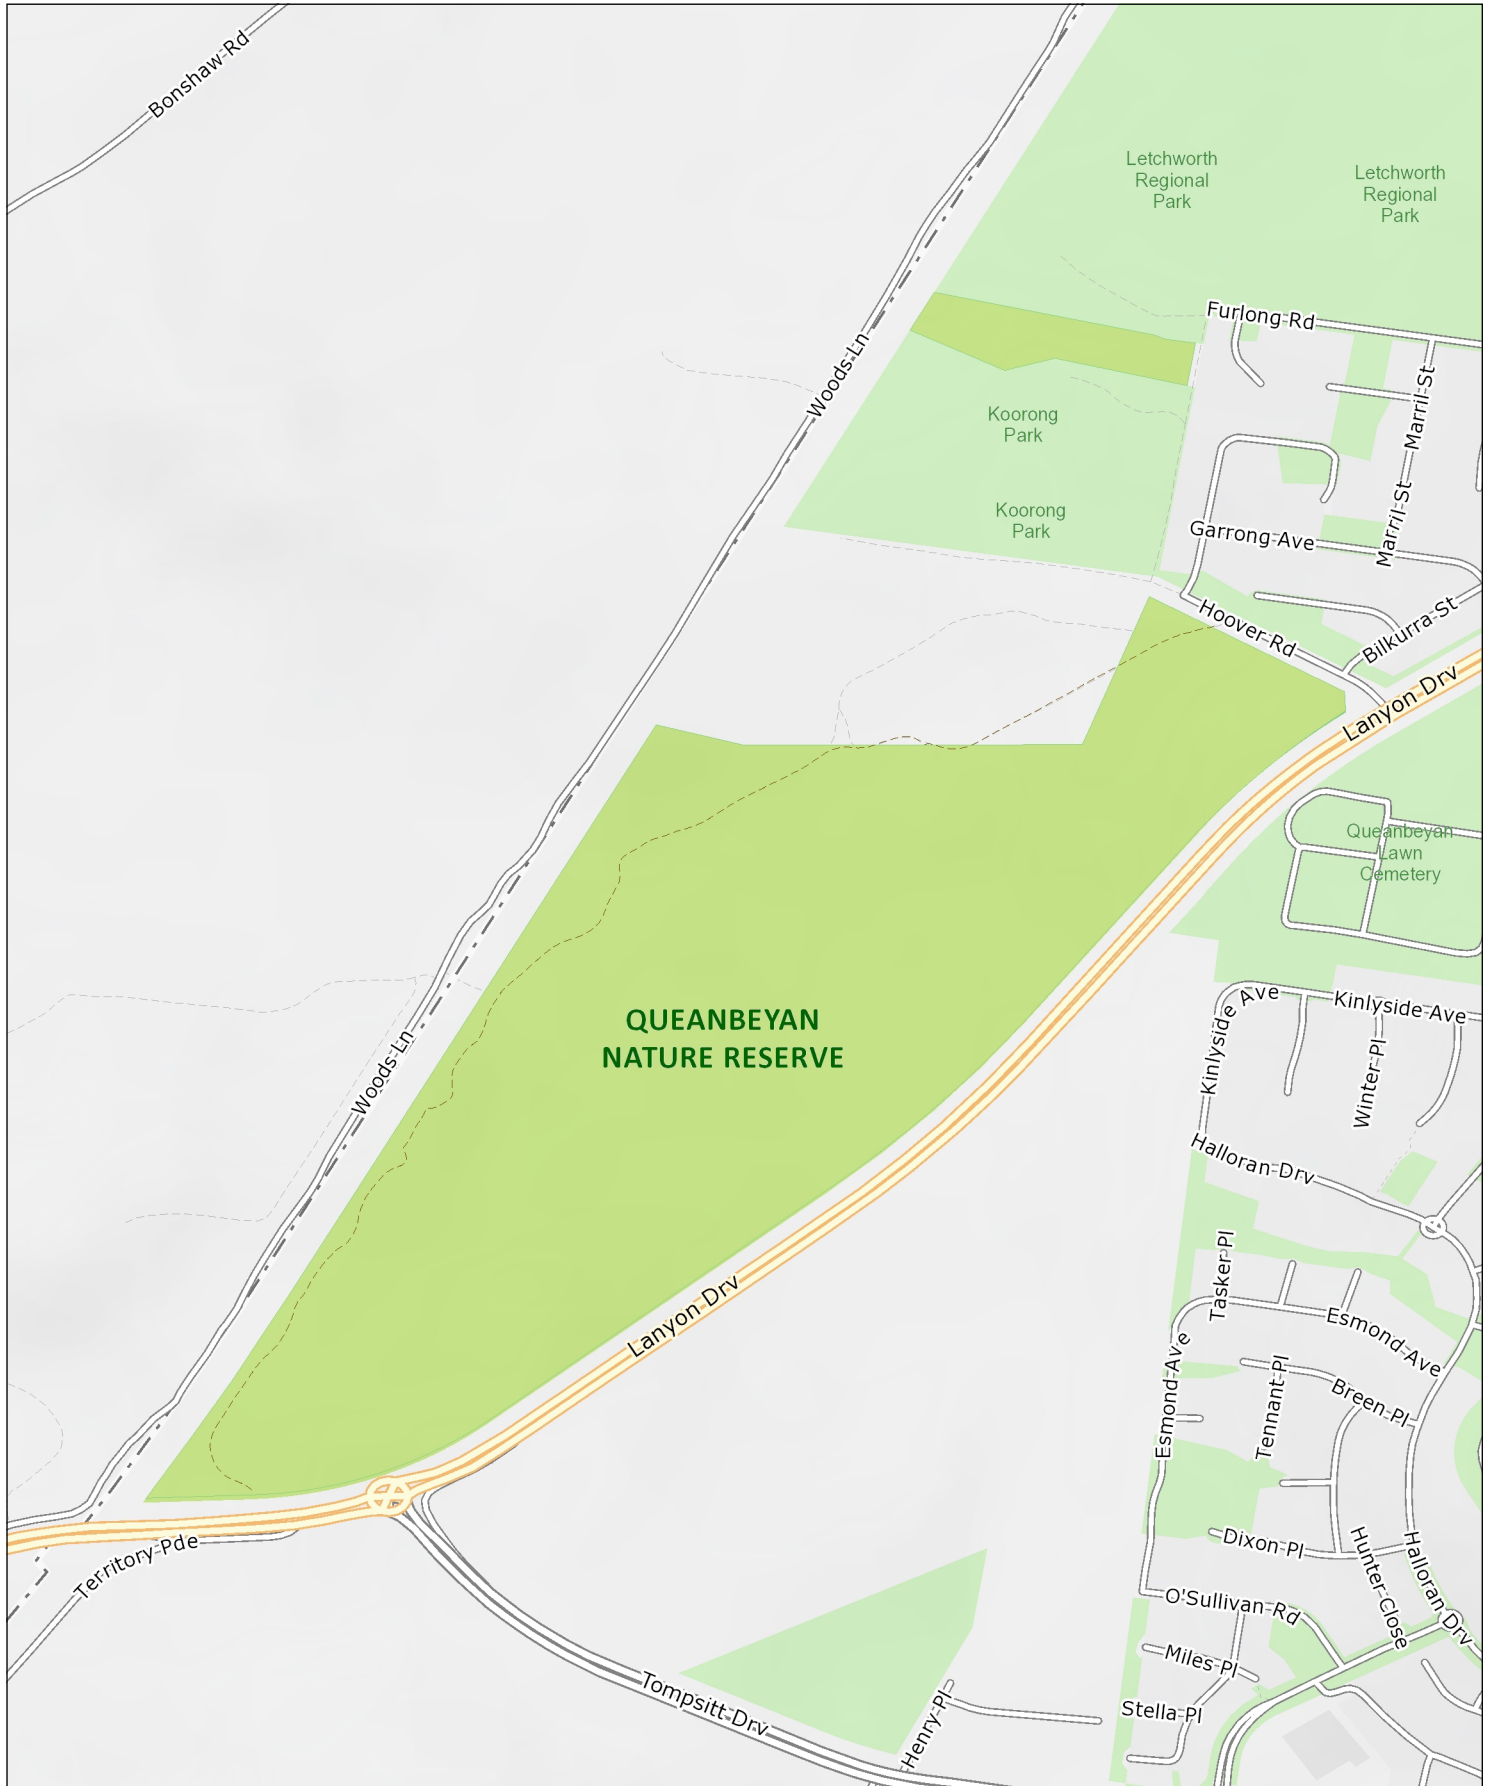 Bonshaw Rd
Letchworth
Regional
Park
Letchworth
Regional
Park
Furlong Rd
Woods Ln
Marril St
Koorong
Park
Koorong
Park
Marril St
Garrong Ave
Hoover Rd
Bilkurra St
Lanyon Drv
Queanbeyan
Lawn
Cemetery
Kinlyside Ave
Kinlyside Ave
QUEANBEYAN
NATURE RESERVE
Woods Ln
Kinlyside
Winter Pl
Halloran Drv
Tasker Pl
Lanyon Drv
Esmond Ave
Esmond Ave
Tennant Pl
Breen Pl
Territory Pde
Dixon Pl
Hunter Close
Halloran Drv
O'Sullivan Rd
Miles Pl
Tompsitt Drv
Stella Pl
Henry Pl